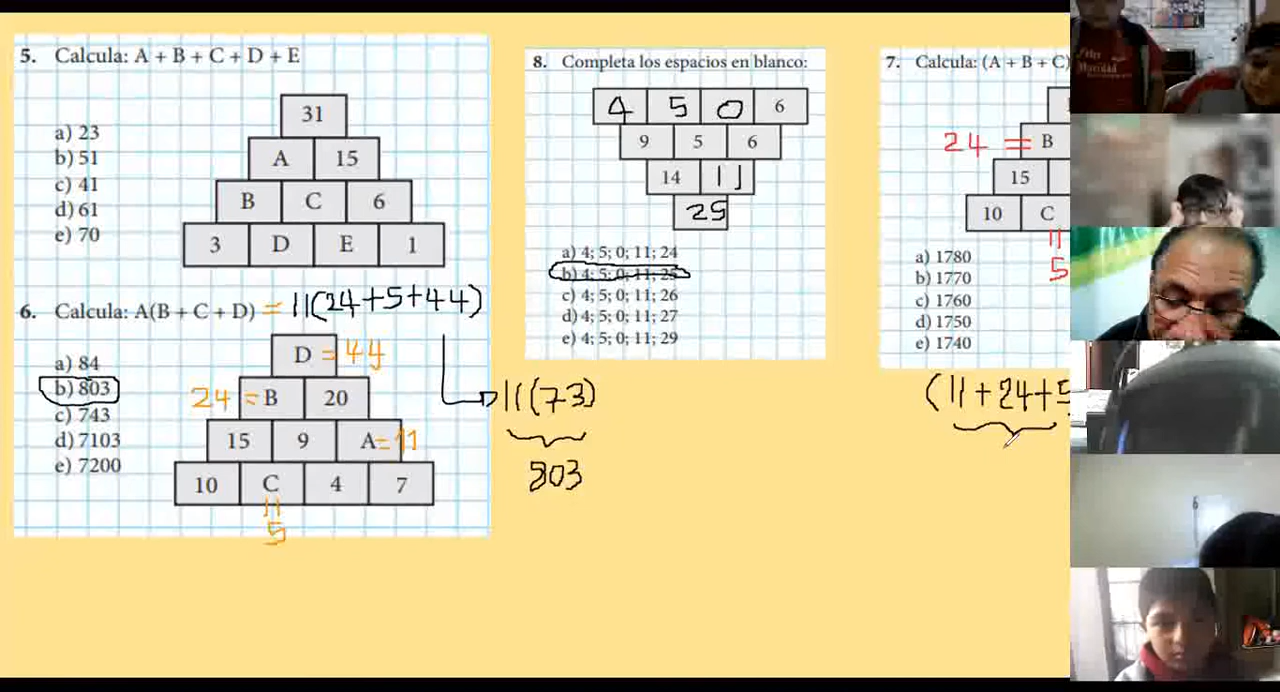 5. Calcula: A + B + C + D + E
31
A 15
B C 6
3 D E 1
a) 23
b) 51
c) 41
d) 61
e) 70
6. Calcula: A(B + C + D) = 11(24+5+44)
D = 44
24 = B 20
15 9 A = 11
10 C 4 7
11
5
a) 84
b) 803
c) 743
d) 7103
e) 7200
11(73)
803
8. Completa los espacios en blanco:
4 5 0 6
9 5 6
14 11
25
a) 4; 5; 0; 11; 24
b) 4; 5; 0; 11; 25
c) 4; 5; 0; 11; 26
d) 4; 5; 0; 11; 27
e) 4; 5; 0; 11; 29
7. Calcula: (A + B + C)
24 = B
15
10 C
11
5
a) 1780
b) 1770
c) 1760
d) 1750
e) 1740
(11+24+5